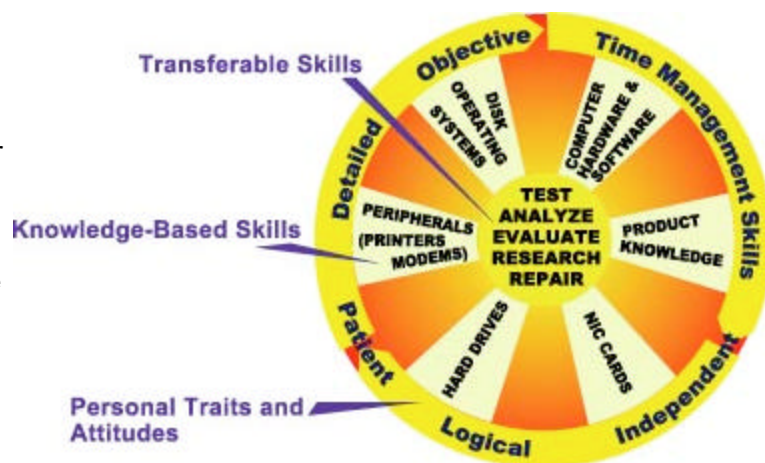 Transferable Skills
Knowledge-Based Skills
Personal Traits and
Attitudes
Objective
Time Management Skills
Independent
Logical
Patient
Detailed
DISK
OPERATING
SYSTEMS
COMPUTER
HARDWARE &
SOFTWARE
PRODUCT
KNOWLEDGE
NIC CARDS
HARD DRIVES
PERIPHERALS
(PRINTERS
MODEMS)
TEST
ANALYZE
EVALUATE
RESEARCH
REPAIR